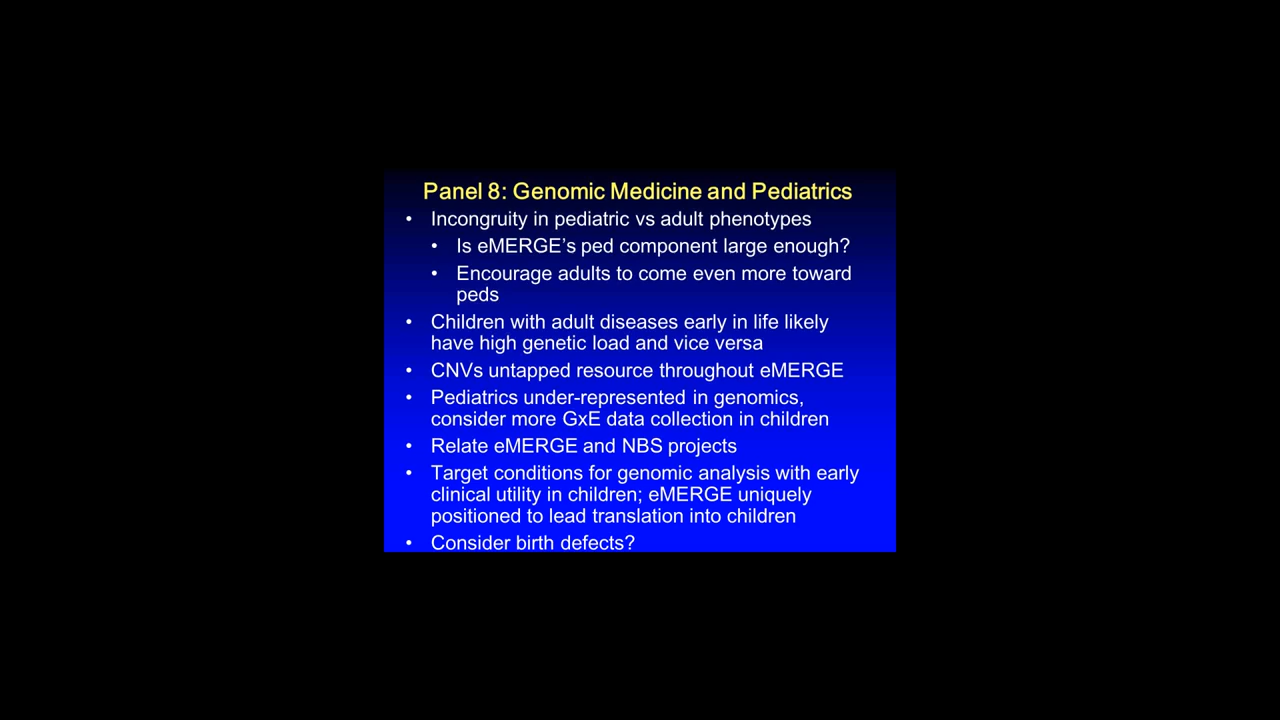 Panel 8: Genomic Medicine and Pediatrics
• Incongruity in pediatric vs adult phenotypes
• Is eMERGE’s ped component large enough?
• Encourage adults to come even more toward
peds
• Children with adult diseases early in life likely
have high genetic load and vice versa
• CNVs untapped resource throughout eMERGE
• Pediatrics under-represented in genomics,
consider more GxE data collection in children
• Relate eMERGE and NBS projects
• Target conditions for genomic analysis with early
clinical utility in children; eMERGE uniquely
positioned to lead translation into children
• Consider birth defects?